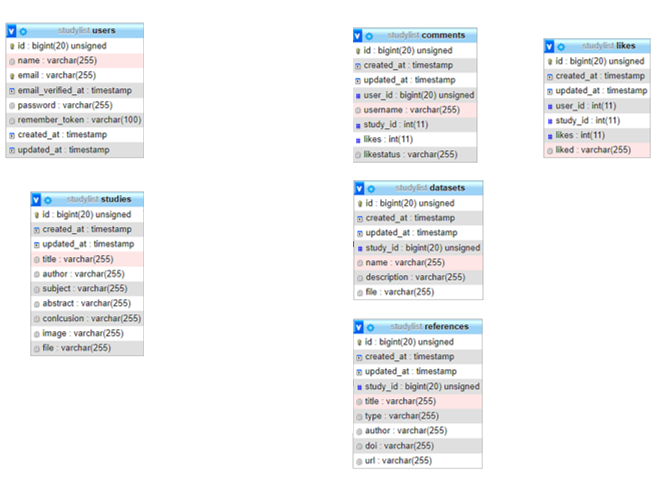 studylist users
id : bigint(20) unsigned
name : varchar(255)
email : varchar(255)
email_verified_at : timestamp
password : varchar(255)
remember_token : varchar(100)
created_at : timestamp
updated_at : timestamp
studylist studies
id : bigint(20) unsigned
created_at : timestamp
updated_at : timestamp
title : varchar(255)
author : varchar(255)
subject : varchar(255)
abstract : varchar(255)
conlcusion : varchar(255)
image : varchar(255)
file : varchar(255)
studylist comments
id : bigint(20) unsigned
created_at : timestamp
updated_at : timestamp
user_id : bigint(20) unsigned
username : varchar(255)
study_id : int(11)
likes : int(11)
likestatus : varchar(255)
studylist datasets
id : bigint(20) unsigned
created_at : timestamp
updated_at : timestamp
study_id : bigint(20) unsigned
name : varchar(255)
description : varchar(255)
file : varchar(255)
studylist references
id : bigint(20) unsigned
created_at : timestamp
updated_at : timestamp
study_id : bigint(20) unsigned
title : varchar(255)
type : varchar(255)
author : varchar(255)
doi : varchar(255)
url : varchar(255)
studylist likes
id : bigint(20) unsigned
created_at : timestamp
updated_at : timestamp
user_id : int(11)
study_id : int(11)
likes : int(11)
liked : varchar(255)